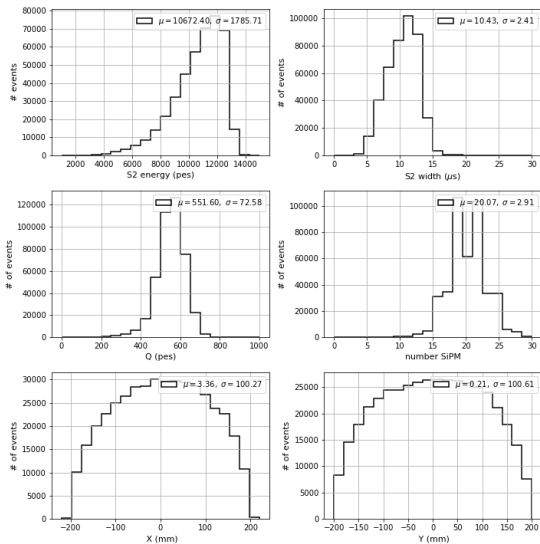 80000
70000
60000
50000
40000
30000
20000
10000
0
# of events
μ = 10672.40, σ = 1785.71
2000 4000 6000 8000 10000 12000 14000
S2 energy (pes)
100000
80000
60000
40000
20000
0
# of events
μ = 10.43, σ = 2.41
0 5 10 15 20 25 30
S2 width (μs)
120000
100000
80000
60000
40000
20000
0
# of events
μ = 551.60, σ = 72.58
0 200 400 600 800 1000
Q (pes)
100000
80000
60000
40000
20000
0
# of events
μ = 20.07, σ = 2.91
0 5 10 15 20 25 30
number SiPM
30000
25000
20000
15000
10000
5000
0
# of events
μ = 3.36, σ = 100.27
−200 −100 0 100 200
X (mm)
25000
20000
15000
10000
5000
0
# of events
μ = 0.21, σ = 100.61
−200 −150 −100 −50 0 50 100 150 200
Y (mm)